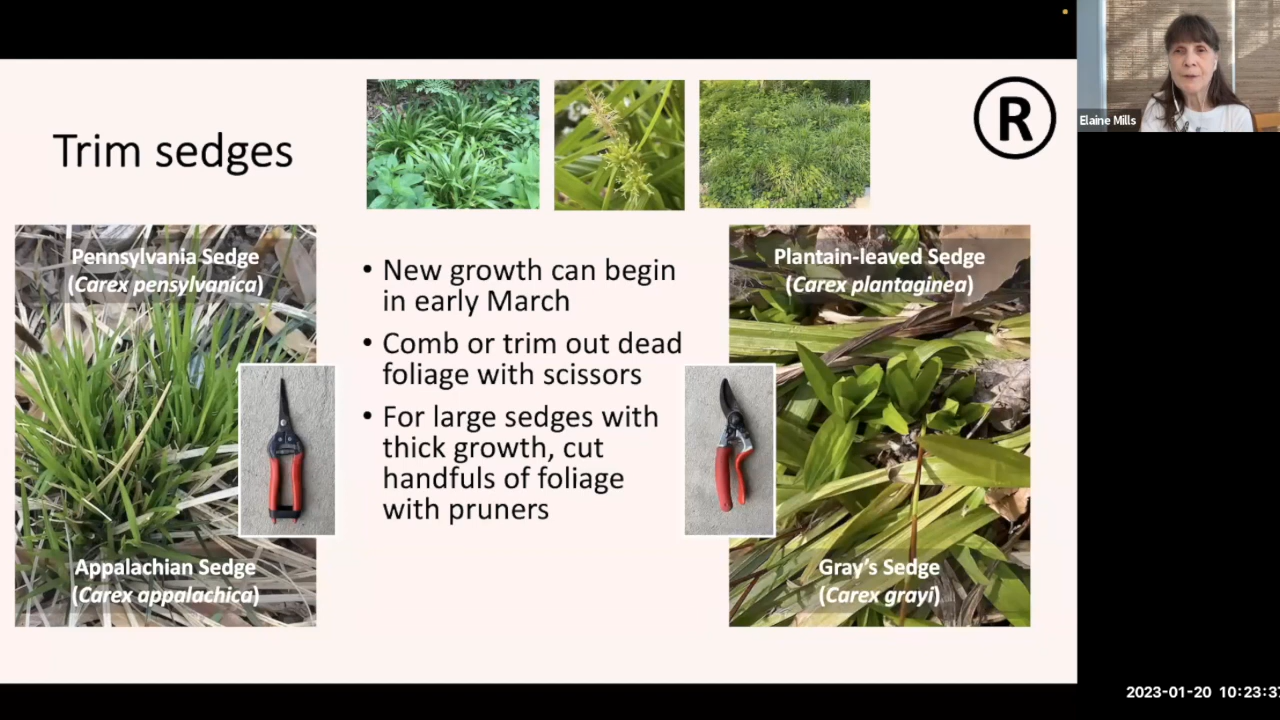 Trim sedges
®
Elaine Mills
Pennsylvania Sedge
(Carex pensylvanica)
Appalachian Sedge
(Carex appalachica)
• New growth can begin
in early March
• Comb or trim out dead
foliage with scissors
• For large sedges with
thick growth, cut
handfuls of foliage
with pruners
Plantain-leaved Sedge
(Carex plantaginea)
Gray’s Sedge
(Carex grayi)
2023-01-20 10:23:37